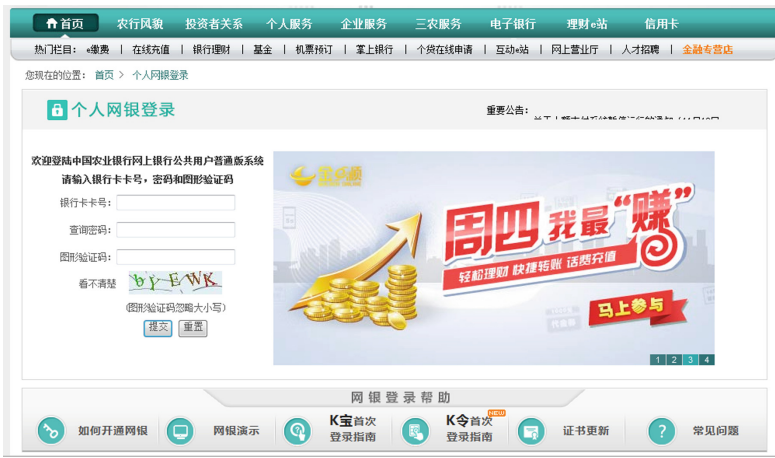 首页 农行风貌 投资者关系 个人服务 企业服务 三农服务 电子银行 理财e站 信用卡
热门栏目： e缴费 | 在线充值 | 银行理财 | 基金 | 机票预订 | 掌上银行 | 个贷在线申请 | 互动e站 | 网上营业厅 | 人才招聘 | 金融专营店
您现在的位置： 首页 > 个人网银登录
个人网银登录
重要公告：
欢迎登陆中国农业银行网上银行公共用户普通版系统
请输入银行卡卡号，密码和图形验证码
银行卡卡号：
查询密码：
图形验证码：
看不清楚
(图形验证码忽略大小写)
提交 重置
周四我最“赚”
轻松理财 快捷转账 话费充值
马上参与
1 2 3 4
网银登录帮助
如何开通网银
网银演示
K宝首次
登录指南
K令首次 NEW
登录指南
证书更新
? 常见问题